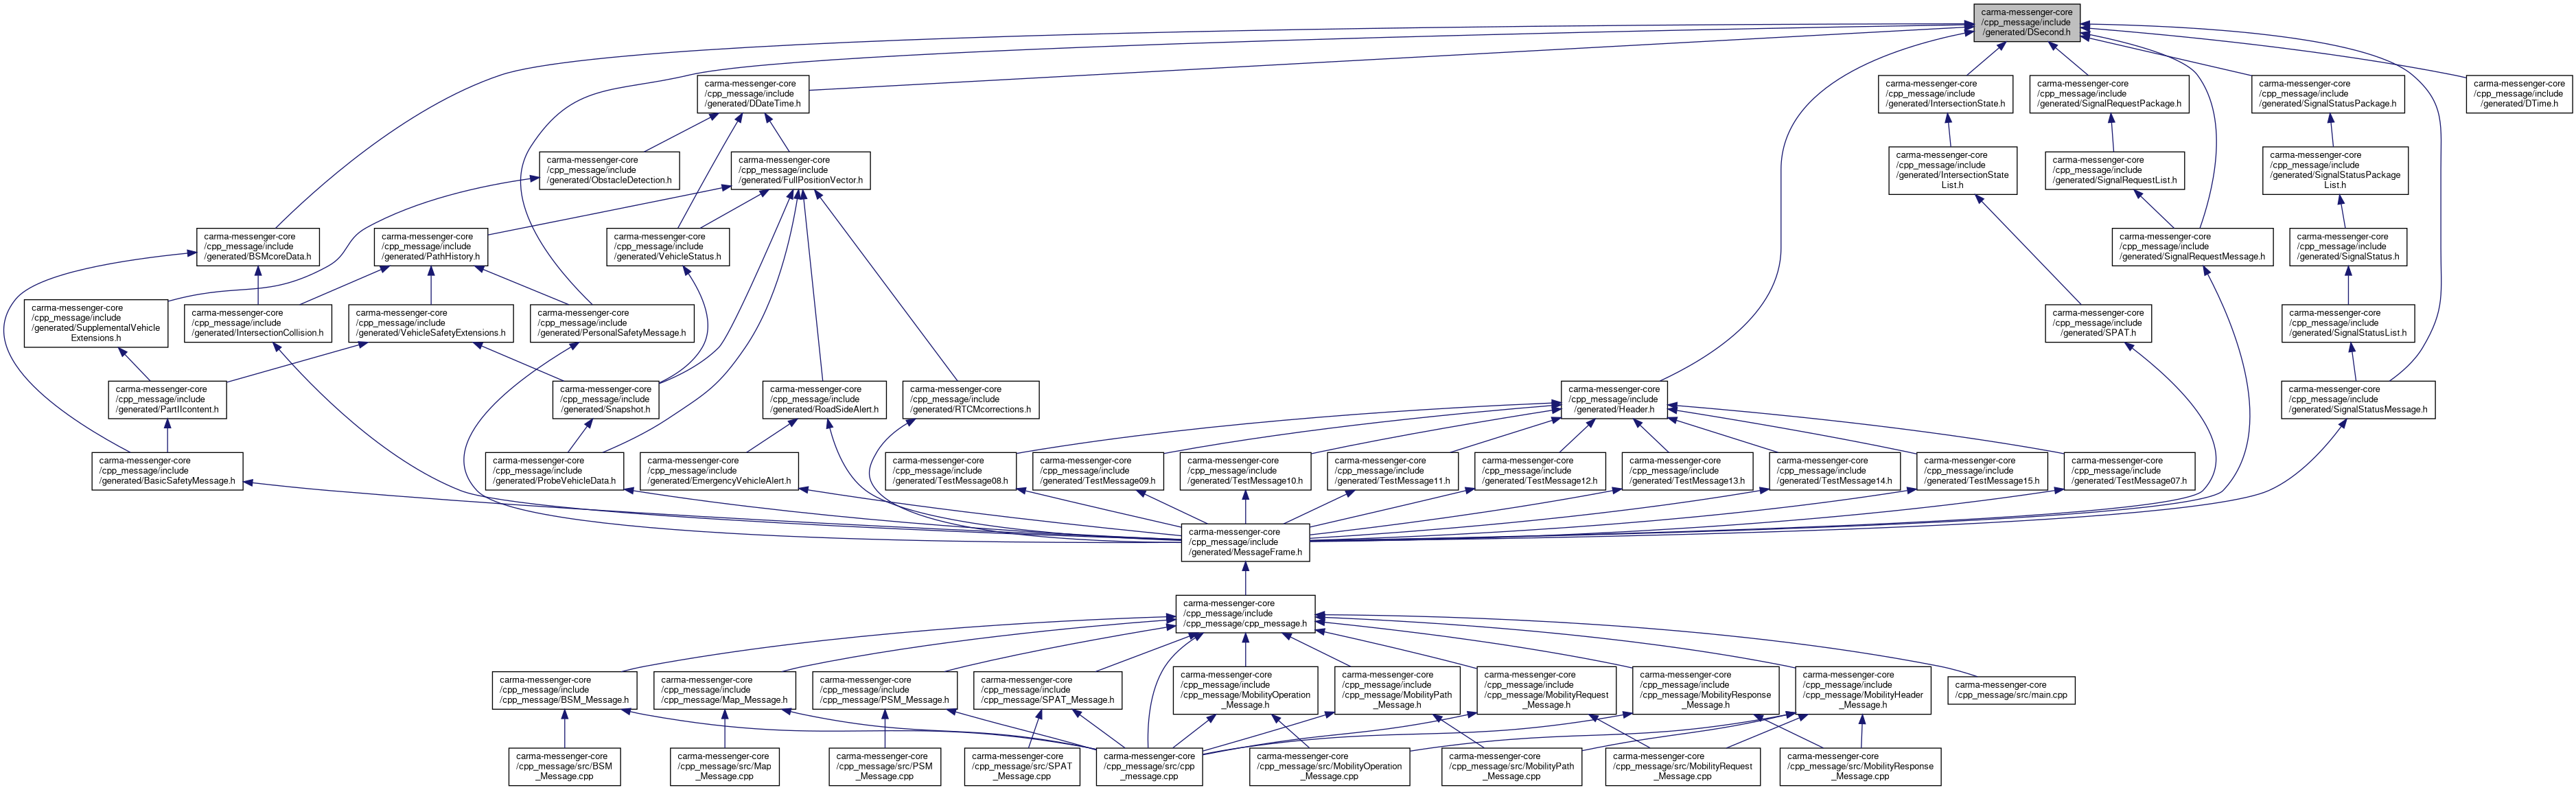 carma-messenger-core
/cpp_message/include
/generated/DSecond.h
carma-messenger-core
/cpp_message/include
/generated/DDateTime.h
carma-messenger-core
/cpp_message/include
/generated/IntersectionState.h
carma-messenger-core
/cpp_message/include
/generated/SignalRequestPackage.h
carma-messenger-core
/cpp_message/include
/generated/SignalStatusPackage.h
carma-messenger-core
/cpp_message/include
/generated/DTime.h
carma-messenger-core
/cpp_message/include
/generated/ObstacleDetection.h
carma-messenger-core
/cpp_message/include
/generated/FullPositionVector.h
carma-messenger-core
/cpp_message/include
/generated/IntersectionState
List.h
carma-messenger-core
/cpp_message/include
/generated/SignalRequestList.h
carma-messenger-core
/cpp_message/include
/generated/SignalStatusPackage
List.h
carma-messenger-core
/cpp_message/include
/generated/BSMcoreData.h
carma-messenger-core
/cpp_message/include
/generated/PathHistory.h
carma-messenger-core
/cpp_message/include
/generated/VehicleStatus.h
carma-messenger-core
/cpp_message/include
/generated/SignalRequestMessage.h
carma-messenger-core
/cpp_message/include
/generated/SignalStatus.h
carma-messenger-core
/cpp_message/include
/generated/SupplementalVehicle
Extensions.h
carma-messenger-core
/cpp_message/include
/generated/IntersectionCollision.h
carma-messenger-core
/cpp_message/include
/generated/VehicleSafetyExtensions.h
carma-messenger-core
/cpp_message/include
/generated/PersonalSafetyMessage.h
carma-messenger-core
/cpp_message/include
/generated/SPAT.h
carma-messenger-core
/cpp_message/include
/generated/SignalStatusList.h
carma-messenger-core
/cpp_message/include
/generated/PartIIcontent.h
carma-messenger-core
/cpp_message/include
/generated/Snapshot.h
carma-messenger-core
/cpp_message/include
/generated/RoadSideAlert.h
carma-messenger-core
/cpp_message/include
/generated/RTCMcorrections.h
carma-messenger-core
/cpp_message/include
/generated/Header.h
carma-messenger-core
/cpp_message/include
/generated/SignalStatusMessage.h
carma-messenger-core
/cpp_message/include
/generated/BasicSafetyMessage.h
carma-messenger-core
/cpp_message/include
/generated/ProbeVehicleData.h
carma-messenger-core
/cpp_message/include
/generated/EmergencyVehicleAlert.h
carma-messenger-core
/cpp_message/include
/generated/TestMessage08.h
carma-messenger-core
/cpp_message/include
/generated/TestMessage09.h
carma-messenger-core
/cpp_message/include
/generated/TestMessage10.h
carma-messenger-core
/cpp_message/include
/generated/TestMessage11.h
carma-messenger-core
/cpp_message/include
/generated/TestMessage12.h
carma-messenger-core
/cpp_message/include
/generated/TestMessage13.h
carma-messenger-core
/cpp_message/include
/generated/TestMessage14.h
carma-messenger-core
/cpp_message/include
/generated/TestMessage15.h
carma-messenger-core
/cpp_message/include
/generated/TestMessage07.h
carma-messenger-core
/cpp_message/include
/generated/MessageFrame.h
carma-messenger-core
/cpp_message/include
/cpp_message/cpp_message.h
carma-messenger-core
/cpp_message/include
/cpp_message/BSM_Message.h
carma-messenger-core
/cpp_message/include
/cpp_message/Map_Message.h
carma-messenger-core
/cpp_message/include
/cpp_message/PSM_Message.h
carma-messenger-core
/cpp_message/include
/cpp_message/SPAT_Message.h
carma-messenger-core
/cpp_message/include
/cpp_message/MobilityOperation
_Message.h
carma-messenger-core
/cpp_message/include
/cpp_message/MobilityPath
_Message.h
carma-messenger-core
/cpp_message/include
/cpp_message/MobilityRequest
_Message.h
carma-messenger-core
/cpp_message/include
/cpp_message/MobilityResponse
_Message.h
carma-messenger-core
/cpp_message/include
/cpp_message/MobilityHeader
_Message.h
carma-messenger-core
/cpp_message/src/main.cpp
carma-messenger-core
/cpp_message/src/BSM
_Message.cpp
carma-messenger-core
/cpp_message/src/Map
_Message.cpp
carma-messenger-core
/cpp_message/src/PSM
_Message.cpp
carma-messenger-core
/cpp_message/src/SPAT
_Message.cpp
carma-messenger-core
/cpp_message/src/cpp
_message.cpp
carma-messenger-core
/cpp_message/src/MobilityOperation
_Message.cpp
carma-messenger-core
/cpp_message/src/MobilityPath
_Message.cpp
carma-messenger-core
/cpp_message/src/MobilityRequest
_Message.cpp
carma-messenger-core
/cpp_message/src/MobilityResponse
_Message.cpp